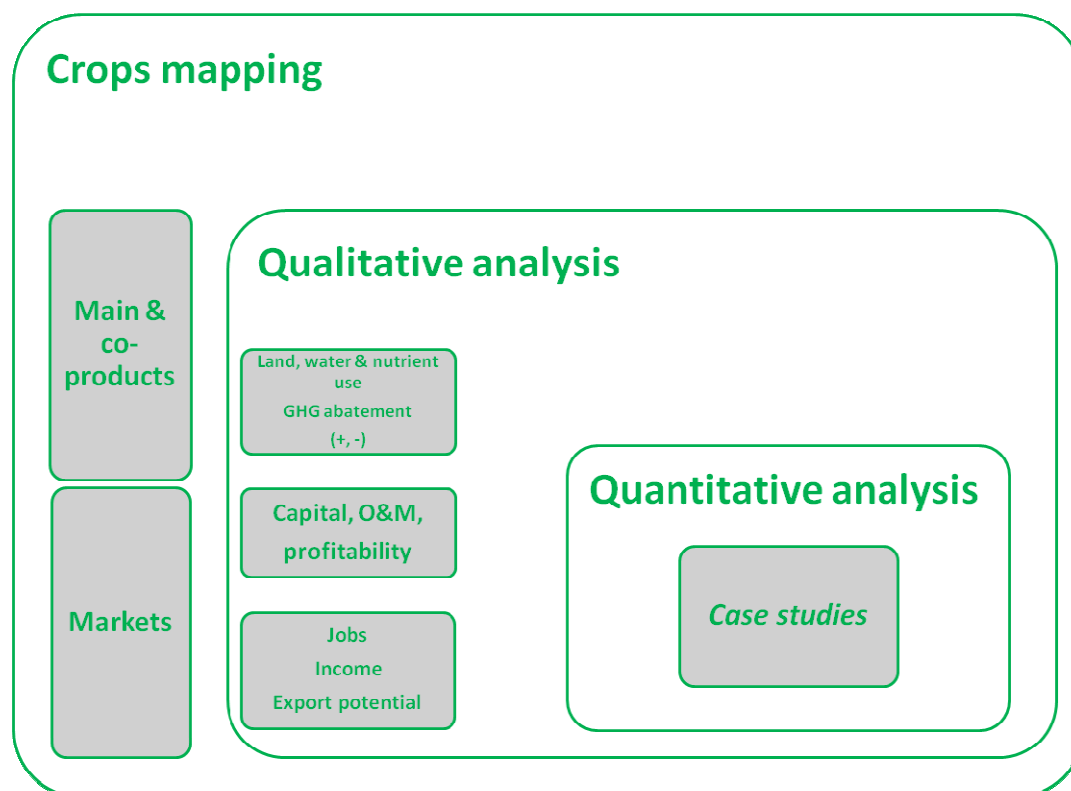 Crops mapping
Main &
co-
products
Markets
Qualitative analysis
Land, water & nutrient
use
GHG abatement
(+, -)
Capital, O&M,
profitability
Jobs
Income
Export potential
Quantitative analysis
Case studies